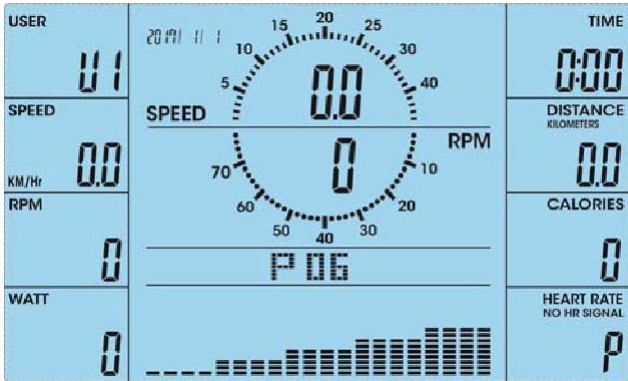 USER
U1
SPEED
KM/Hr 0.0
RPM
0
WATT
0
5 10 15 20 25 30 40
SPEED 0.0
0 RPM
70 60 50 40 30 20 10
P 06
TIME
0:00
DISTANCE
KILOMETERS
0.0
CALORIES
0
HEART RATE
NO HR SIGNAL
P